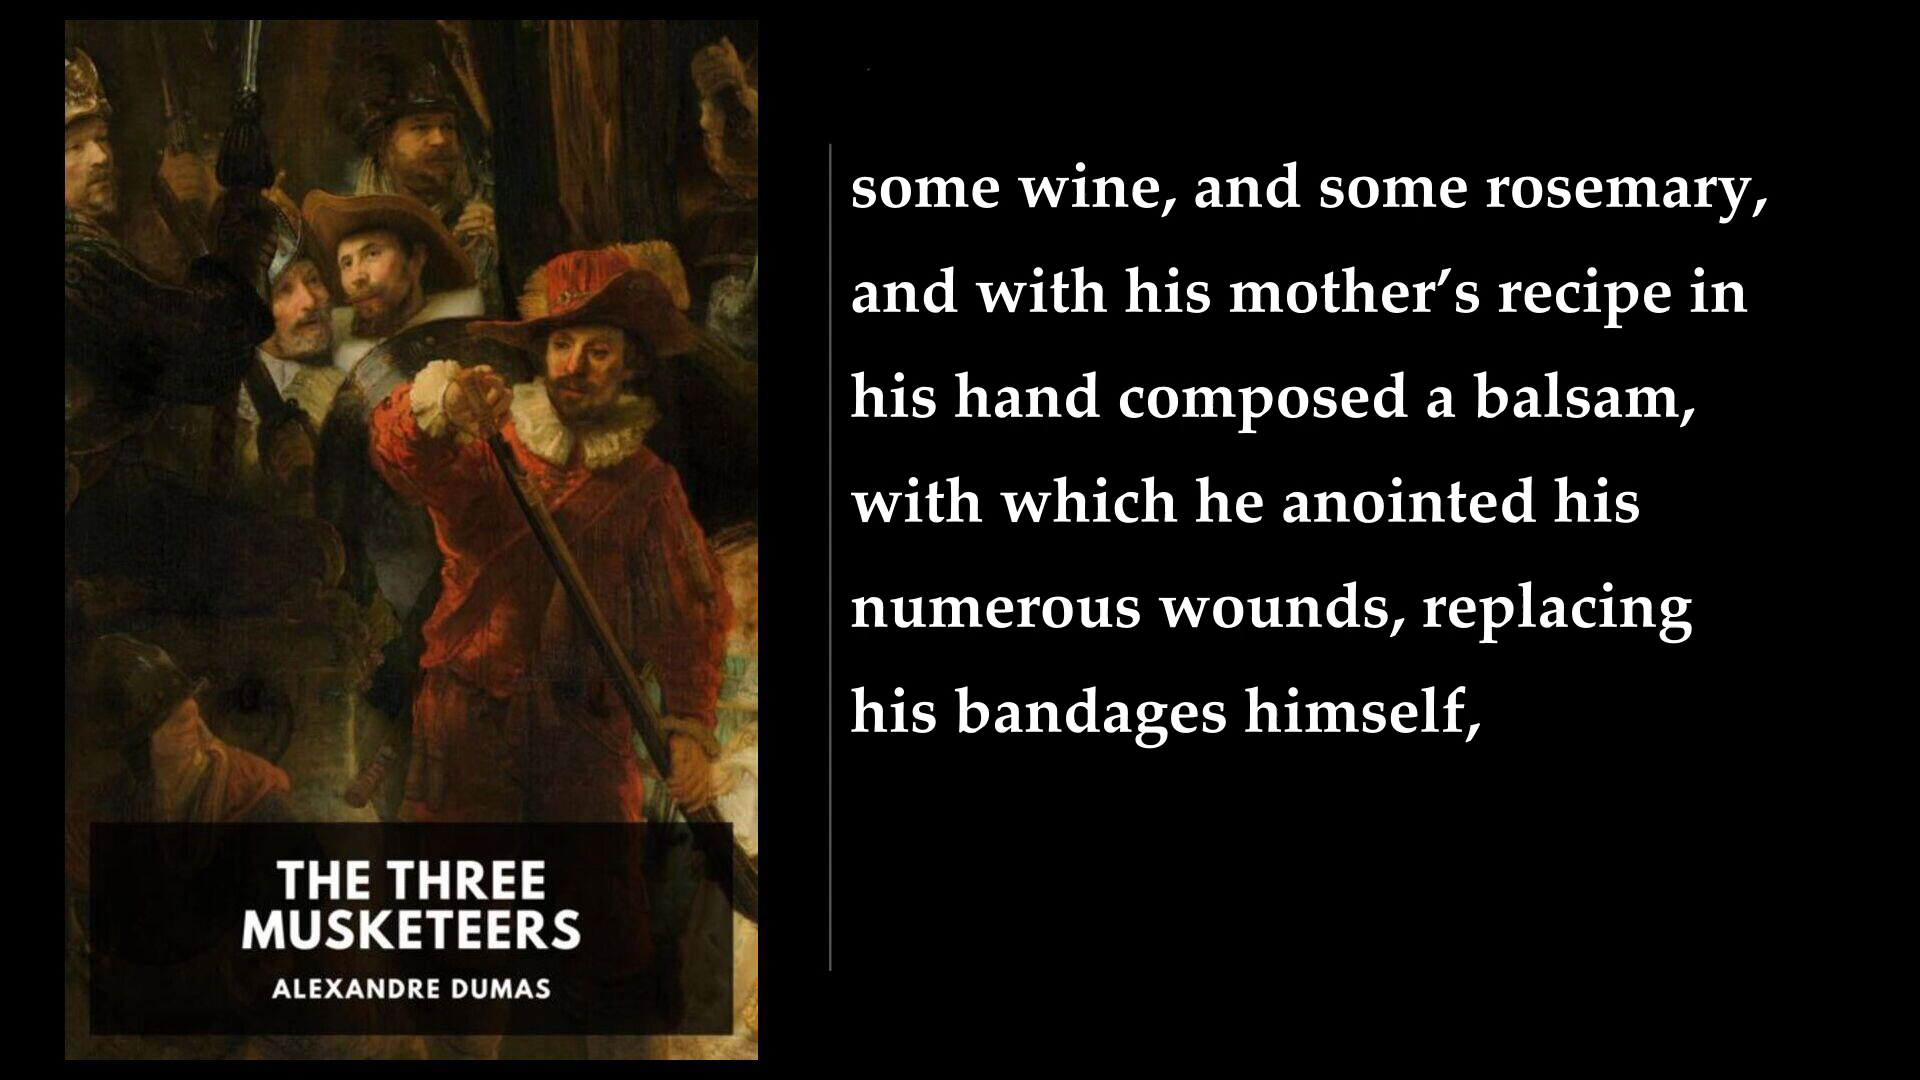 some wine, and some rosemary,
and with his mother’s recipe in
his hand composed a balsam,
with which he anointed his
numerous wounds, replacing
his bandages himself,
THE THREE
MUSKETEERS
ALEXANDRE DUMAS